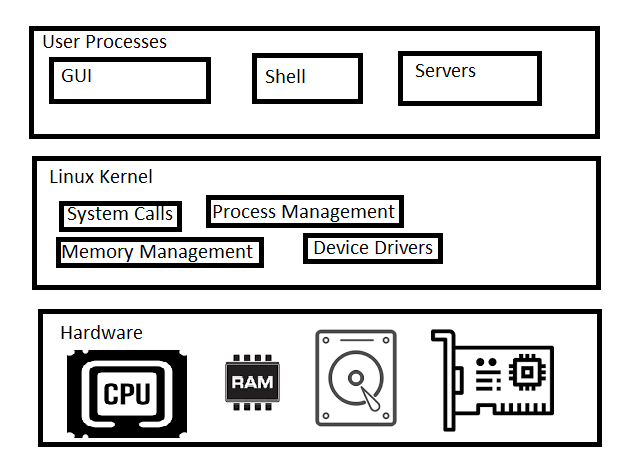 User Processes
GUI
Shell
Servers
Linux Kernel
System Calls
Process Management
Memory Management
Device Drivers
Hardware
CPU
RAM